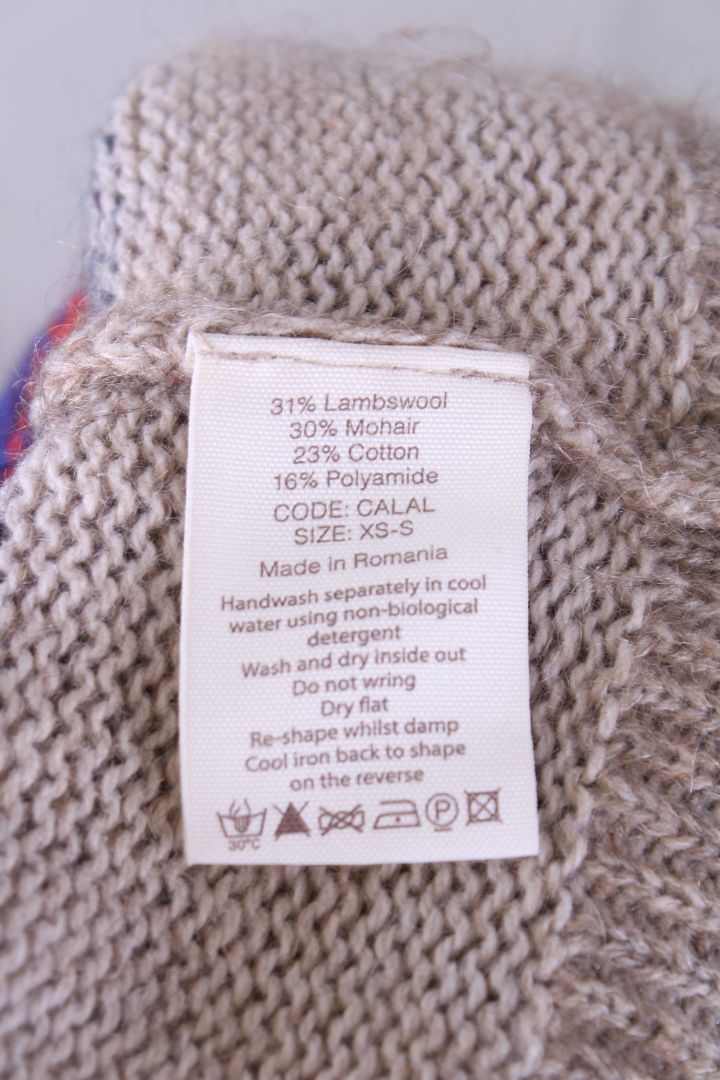 31% Lambswool
30% Mohair
23% Cotton
16% Polyamide
CODE: CALAL
SIZE: XS-S
Made in Romania
Handwash separately in cool
water using non-biological
detergent
Wash and dry inside out
Do not wring
Dry flat
Re-shape whilst damp
Cool iron back to shape
on the reverse
30°C P